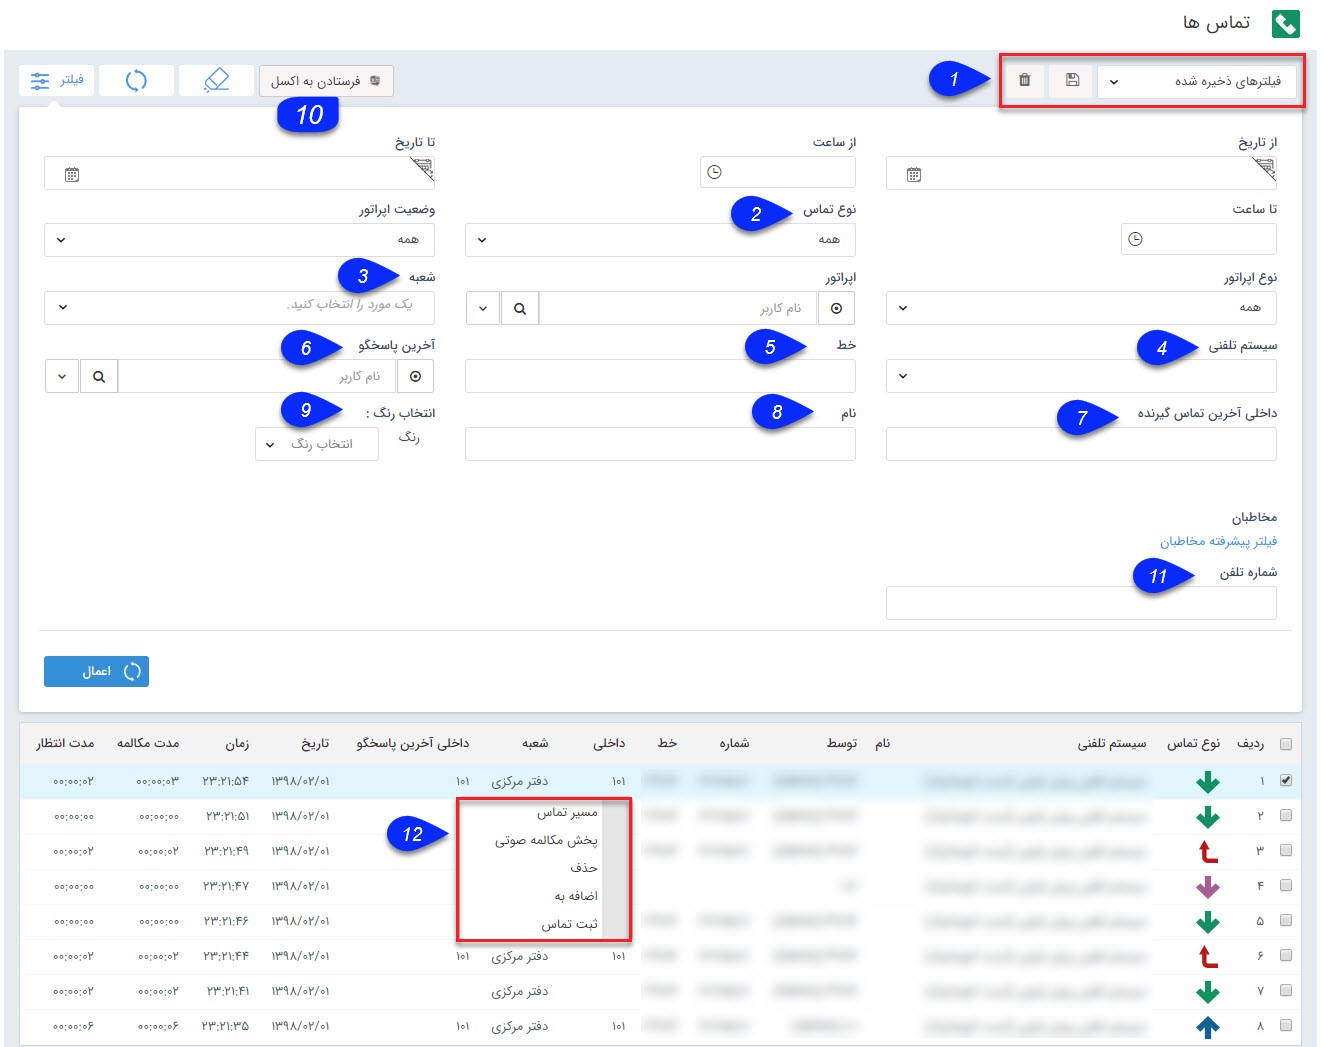 تماس ها
فیلترهای ذخیره شده
1
فرستادن به اکسل
فیلتر
10
از تاریخ
از ساعت
تا تاریخ
تا ساعت
نوع تماس
2
همه
وضعیت اپراتور
همه
نوع اپراتور
همه
اپراتور
نام کاربر
شعبه
3
یک مورد را انتخاب کنید.
سیستم تلفنی
4
خط
5
آخرین پاسخگو
6
نام کاربر
داخلی آخرین تماس گیرنده
7
نام
8
انتخاب رنگ :
9
رنگ
انتخاب رنگ
مخاطبان
فیلتر پیشرفته مخاطبان
شماره تلفن
11
اعمال
ردیف نوع تماس سیستم تلفنی نام توسط شماره خط داخلی شعبه داخلی آخرین پاسخگو تاریخ زمان مدت مکالمه مدت انتظار
۱ ۱۰۱ دفتر مرکزی ۱۰۱ ۱۳۹۸/۰۲/۰۱ ۲۳:۲۱:۵۴ ۰۰:۰۰:۰۳ ۰۰:۰۰:۰۲
۲ ۱۳۹۸/۰۲/۰۱ ۲۳:۲۱:۵۱ ۰۰:۰۰:۰۰ ۰۰:۰۰:۰۰
۳ ۱۳۹۸/۰۲/۰۱ ۲۳:۲۱:۴۹ ۰۰:۰۰:۰۲ ۰۰:۰۰:۰۲
۴ ۱۳۹۸/۰۲/۰۱ ۲۳:۲۱:۴۷ ۰۰:۰۰:۰۲ ۰۰:۰۰:۰۰
۵ ۱۳۹۸/۰۲/۰۱ ۲۳:۲۱:۴۶ ۰۰:۰۰:۰۰ ۰۰:۰۰:۰۰
۶ ۱۰۱ دفتر مرکزی ۱۰۱ ۱۳۹۸/۰۲/۰۱ ۲۳:۲۱:۴۴ ۰۰:۰۰:۰۲ ۰۰:۰۰:۰۲
۷ دفتر مرکزی ۱۳۹۸/۰۲/۰۱ ۲۳:۲۱:۴۱ ۰۰:۰۰:۰۲ ۰۰:۰۰:۰۲
۸ ۱۰۱ دفتر مرکزی ۱۰۱ ۱۳۹۸/۰۲/۰۱ ۲۳:۲۱:۳۵ ۰۰:۰۰:۰۶ ۰۰:۰۰:۰۶
12
مسیر تماس
پخش مکالمه صوتی
حذف
اضافه به
ثبت تماس